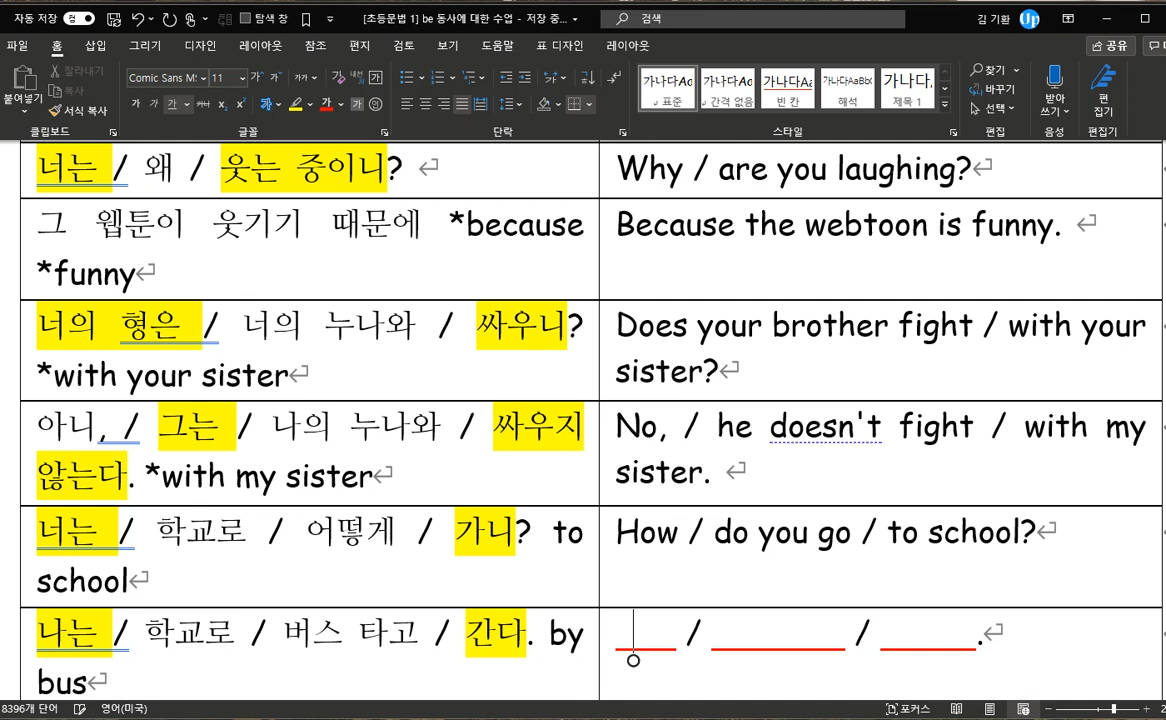 자동 저장 켬 탐색 창 [초등문법 1] be 동사에 대한 수업 - 저장 중... 검색 김 기환 Up
파일 홈 삽입 그리기 디자인 레이아웃 참조 편지 검토 보기 도움말 표 디자인 레이아웃 공유
붙여넣기 잘라내기 복사 서식 복사
Comic Sans MS 11
가나다AaBbC 표준 간격 없음 빈 칸 해석 제목 1
찾기 바꾸기 선택
받아쓰기 편집기
클립보드 글꼴 단락 스타일 편집 음성 편집기
너는 / 왜 / 웃는 중이니?
Why / are you laughing?
그 웹툰이 웃기기 때문에 *because
*funny
Because the webtoon is funny.
너의 형은 / 너의 누나와 / 싸우니?
*with your sister
Does your brother fight / with your
sister?
아니, / 그는 / 나의 누나와 / 싸우지
않는다. *with my sister
No, / he doesn't fight / with my
sister.
너는 / 학교로 / 어떻게 / 가니? to
school
How / do you go / to school?
나는 / 학교로 / 버스 타고 / 간다. by
bus
____ / _________ / ______.
8396개 단어 영어(미국) 포커스